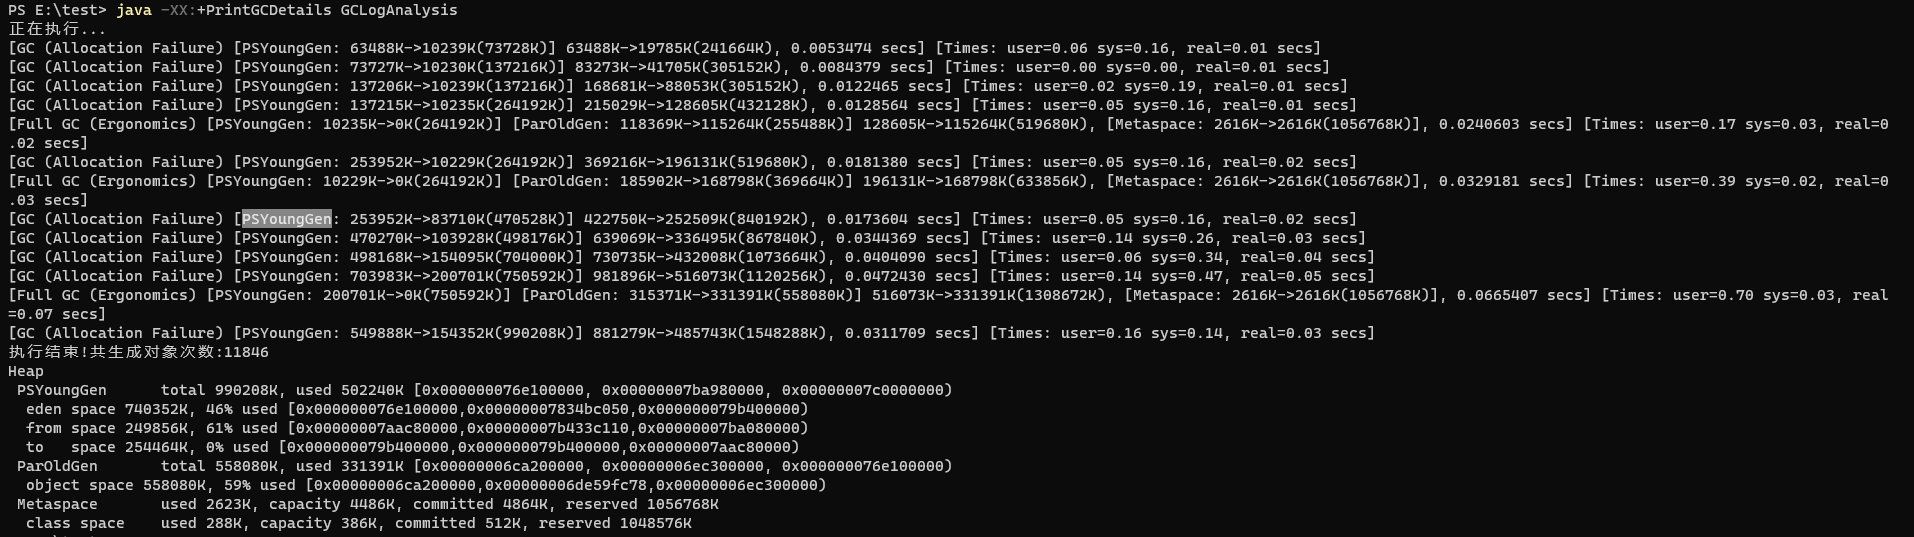 PS E:\test> java -XX:+PrintGCDetails GCLogAnalysis
正在执行...
[GC (Allocation Failure) [PSYoungGen: 63488K->10239K(73728K)] 63488K->19785K(241664K), 0.0053474 secs] [Times: user=0.06 sys=0.16, real=0.01 secs]
[GC (Allocation Failure) [PSYoungGen: 73727K->10230K(137216K)] 83273K->41705K(305152K), 0.0084379 secs] [Times: user=0.00 sys=0.00, real=0.01 secs]
[GC (Allocation Failure) [PSYoungGen: 137206K->10239K(137216K)] 168681K->88053K(305152K), 0.0122465 secs] [Times: user=0.02 sys=0.19, real=0.01 secs]
[GC (Allocation Failure) [PSYoungGen: 137215K->10235K(264192K)] 215029K->128605K(432128K), 0.0128564 secs] [Times: user=0.05 sys=0.16, real=0.01 secs]
[Full GC (Ergonomics) [PSYoungGen: 10235K->0K(264192K)] [ParOldGen: 118369K->115264K(255488K)] 128605K->115264K(519680K), [Metaspace: 2616K->2616K(1056768K)], 0.0240603 secs] [Times: user=0.17 sys=0.03, real=0
.02 secs]
[GC (Allocation Failure) [PSYoungGen: 253952K->10229K(264192K)] 369216K->196131K(519680K), 0.0181380 secs] [Times: user=0.05 sys=0.16, real=0.02 secs]
[Full GC (Ergonomics) [PSYoungGen: 10229K->0K(264192K)] [ParOldGen: 185902K->168798K(369664K)] 196131K->168798K(633856K), [Metaspace: 2616K->2616K(1056768K)], 0.0329181 secs] [Times: user=0.39 sys=0.02, real=0
.03 secs]
[GC (Allocation Failure) [PSYoungGen: 253952K->83710K(470528K)] 422750K->252509K(840192K), 0.0173604 secs] [Times: user=0.05 sys=0.16, real=0.02 secs]
[GC (Allocation Failure) [PSYoungGen: 470270K->103928K(498176K)] 639069K->336495K(867840K), 0.0344369 secs] [Times: user=0.14 sys=0.26, real=0.03 secs]
[GC (Allocation Failure) [PSYoungGen: 498168K->154095K(704000K)] 730735K->432008K(1073664K), 0.0404090 secs] [Times: user=0.06 sys=0.34, real=0.04 secs]
[GC (Allocation Failure) [PSYoungGen: 703983K->200701K(750592K)] 981896K->516073K(1120256K), 0.0472430 secs] [Times: user=0.14 sys=0.47, real=0.05 secs]
[Full GC (Ergonomics) [PSYoungGen: 200701K->0K(750592K)] [ParOldGen: 315371K->331391K(558080K)] 516073K->331391K(1308672K), [Metaspace: 2616K->2616K(1056768K)], 0.0665407 secs] [Times: user=0.70 sys=0.03, real
=0.07 secs]
[GC (Allocation Failure) [PSYoungGen: 549888K->154352K(990208K)] 881279K->485743K(1548288K), 0.0311709 secs] [Times: user=0.16 sys=0.14, real=0.03 secs]
执行结束!共生成对象次数:11846
Heap
PSYoungGen      total 990208K, used 502240K [0x000000076e100000, 0x00000007ba980000, 0x00000007c0000000)
eden space 740352K, 46% used [0x000000076e100000,0x00000007834bc050,0x000000079b400000)
from space 249856K, 61% used [0x00000007aac80000,0x00000007b433c110,0x00000007ba080000)
to   space 254464K, 0% used [0x000000079b400000,0x000000079b400000,0x00000007aac80000)
ParOldGen       total 558080K, used 331391K [0x00000006ca200000, 0x00000006ec300000, 0x000000076e100000)
object space 558080K, 59% used [0x00000006ca200000,0x00000006de59fc78,0x00000006ec300000)
Metaspace       used 2623K, capacity 4486K, committed 4864K, reserved 1056768K
class space    used 288K, capacity 386K, committed 512K, reserved 1048576K